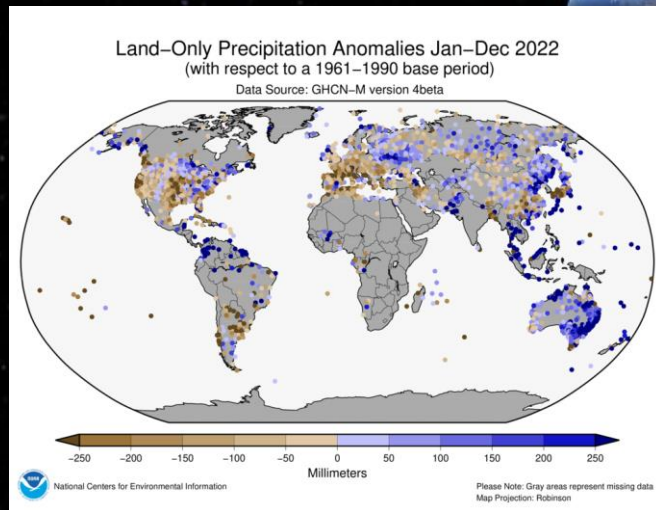 Land−Only Precipitation Anomalies Jan−Dec 2022
(with respect to a 1961−1990 base period)
Data Source: GHCN−M version 4beta
−250 −200 −150 −100 −50 0 50 100 150 200 250
Millimeters
National Centers for Environmental Information
Please Note: Gray areas represent missing data
Map Projection: Robinson